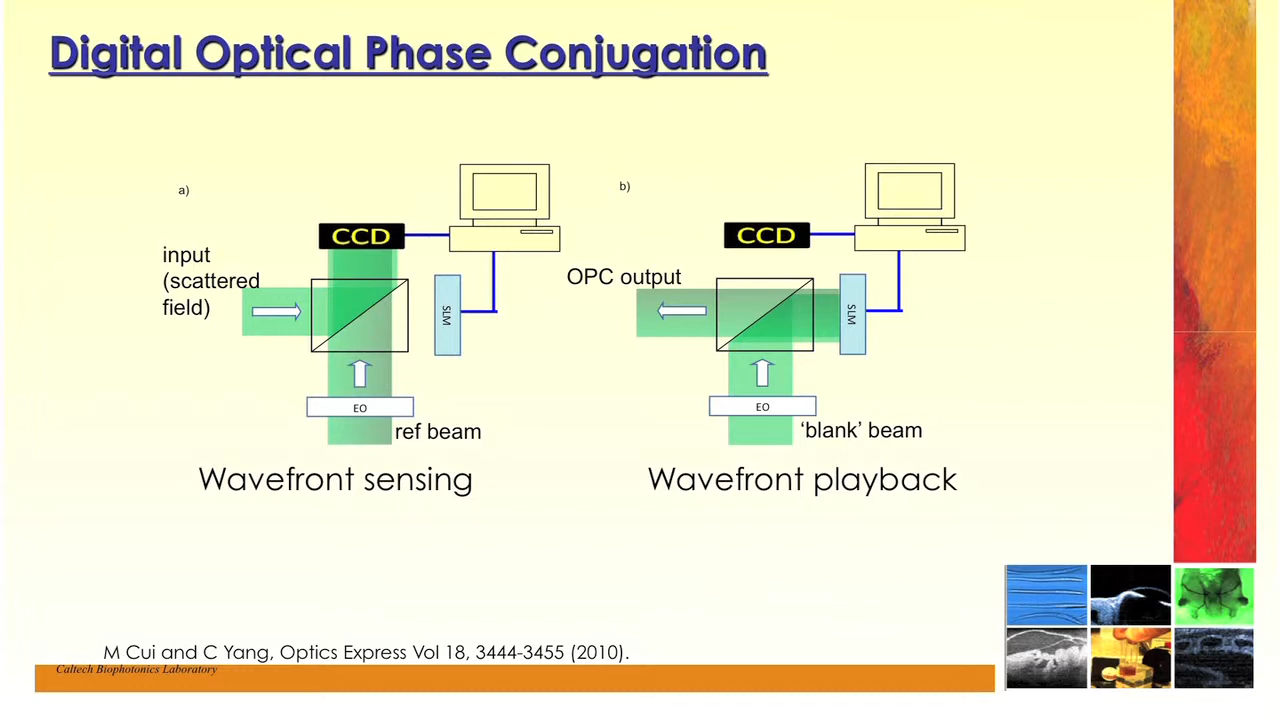 Digital Optical Phase Conjugation
a)
CCD
input
(scattered
field)
SLM
EO
ref beam
Wavefront sensing
b)
CCD
OPC output
SLM
EO
‘blank’ beam
Wavefront playback
M Cui and C Yang, Optics Express Vol 18, 3444-3455 (2010).
Caltech Biophotonics Laboratory